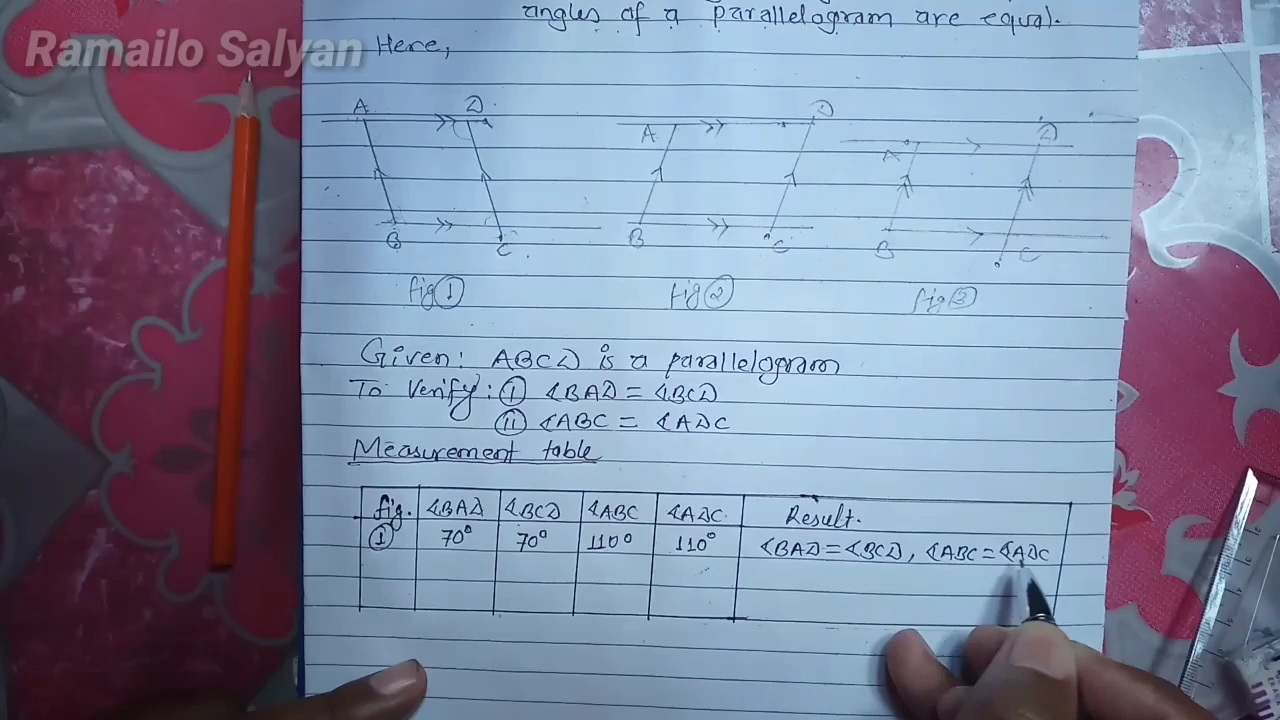 angles of a parallelogram are equal.
Ramailo Salyan
Here,
A D
B C
fig ①
A D
B C
fig ②
A D
B C
fig ③
Given: ABCD is a parallelogram
To Verify: ⓘ ∢BAD = ∢BCD
ⓘⓘ ∢ABC = ∢ADC
Measurement table
fig. ∢BAD ∢BCD ∢ABC ∢ADC Result.
① 70° 70° 110° 110° ∢BAD = ∢BCD, ∢ABC = ∢ADC